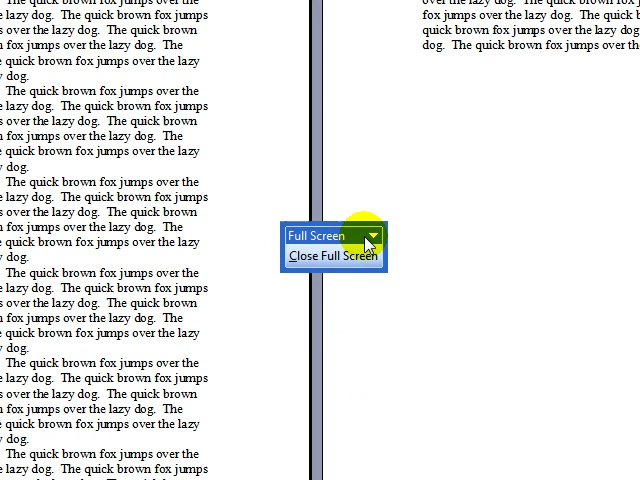 The quick brown fox jumps over the
e lazy dog.  The quick brown fox jumps
s over the lazy dog.  The quick brown
n fox jumps over the lazy dog.  The
e quick brown fox jumps over the lazy
y dog.
The quick brown fox jumps over the
e lazy dog.  The quick brown fox jumps
s over the lazy dog.  The quick brown
n fox jumps over the lazy dog.  The
e quick brown fox jumps over the lazy
y dog.
The quick brown fox jumps over the
s lazy dog.  The quick brown fox jumps
s over the lazy dog.  The quick brown
n fox jumps over the lazy dog.  The
e quick brown fox jumps over the lazy
y dog.
The quick brown fox jumps over the
e lazy dog.  The quick brown fox jumps
s over the lazy dog.  The quick brown
n fox jumps over the lazy dog.  The
e quick brown fox jumps over the lazy
y dog.
The quick brown fox jumps over the
e lazy dog.  The quick brown fox jumps
s over the lazy dog.  The quick brown
n fox jumps over the lazy dog.  The
e quick brown fox jumps over the lazy
y dog.
The quick brown fox jumps over the
e lazy dog.  The quick brown fox jumps
over the lazy dog.  The quick brown fox j
fox jumps over the lazy dog.  The quick b
quick brown fox jumps over the lazy dog
dog.  The quick brown fox jumps over the
Full Screen
Close Full Screen